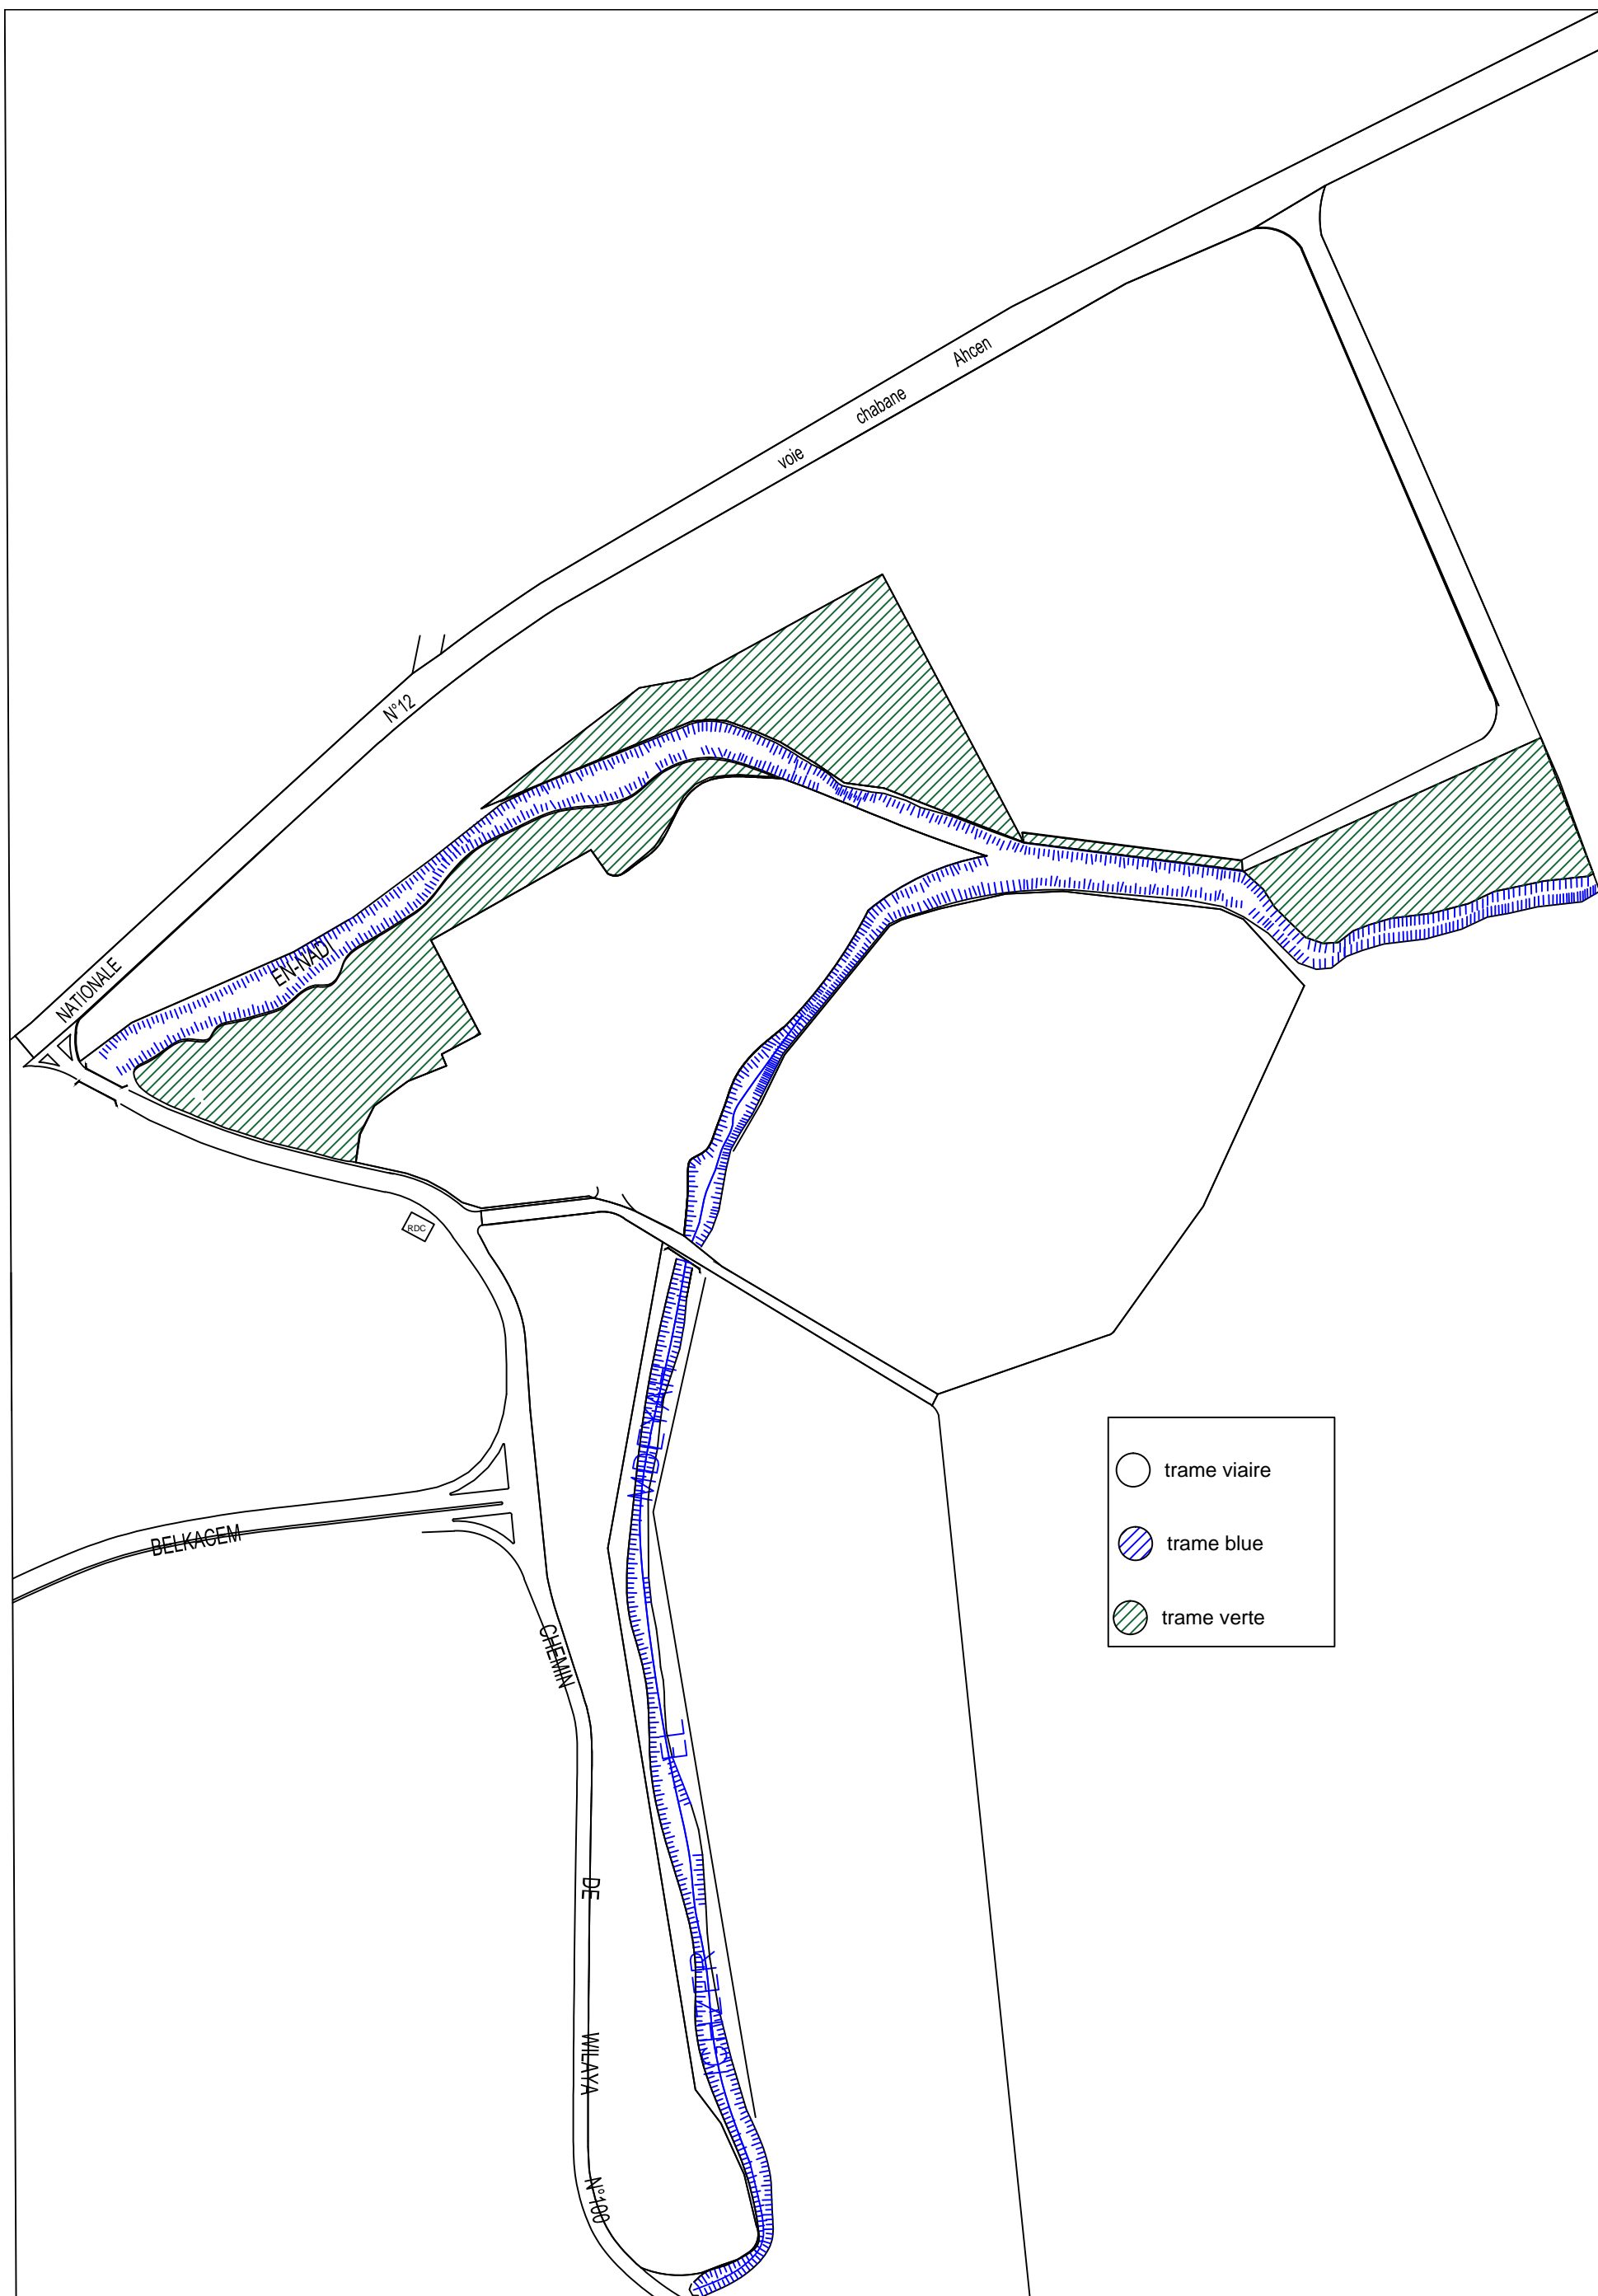 voie chabane Ahcen
N°12
NATIONALE
EN-NADI
RDC
BELKACEM
CHEMIN
DE
WILAYA
N°100
EL
trame viaire
trame blue
trame verte